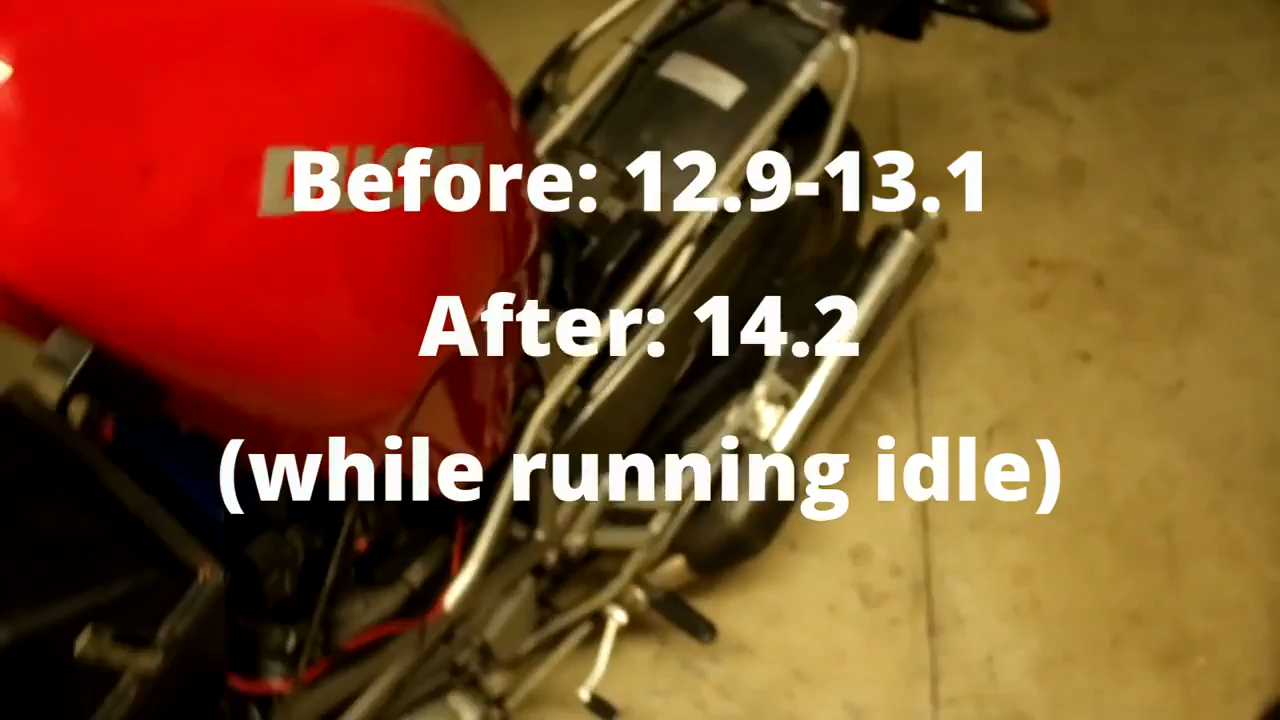 Before: 12.9-13.1
After: 14.2
(while running idle)